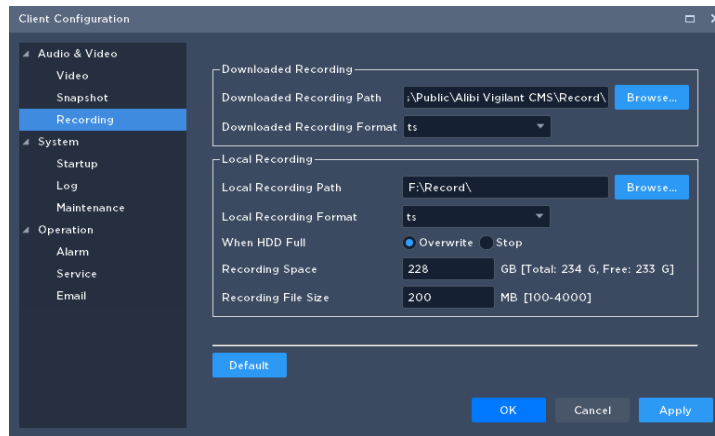 Client Configuration
Audio & Video
Video
Snapshot
Recording
System
Startup
Log
Maintenance
Operation
Alarm
Service
Email
Downloaded Recording
Downloaded Recording Path \Public\Alibi Vigilant CMS\Record\ Browse...
Downloaded Recording Format ts
Local Recording
Local Recording Path F:\Record\ Browse...
Local Recording Format ts
When HDD Full Overwrite Stop
Recording Space 228 GB [Total: 234 G, Free: 233 G]
Recording File Size 200 MB [100-4000]
Default
OK Cancel Apply